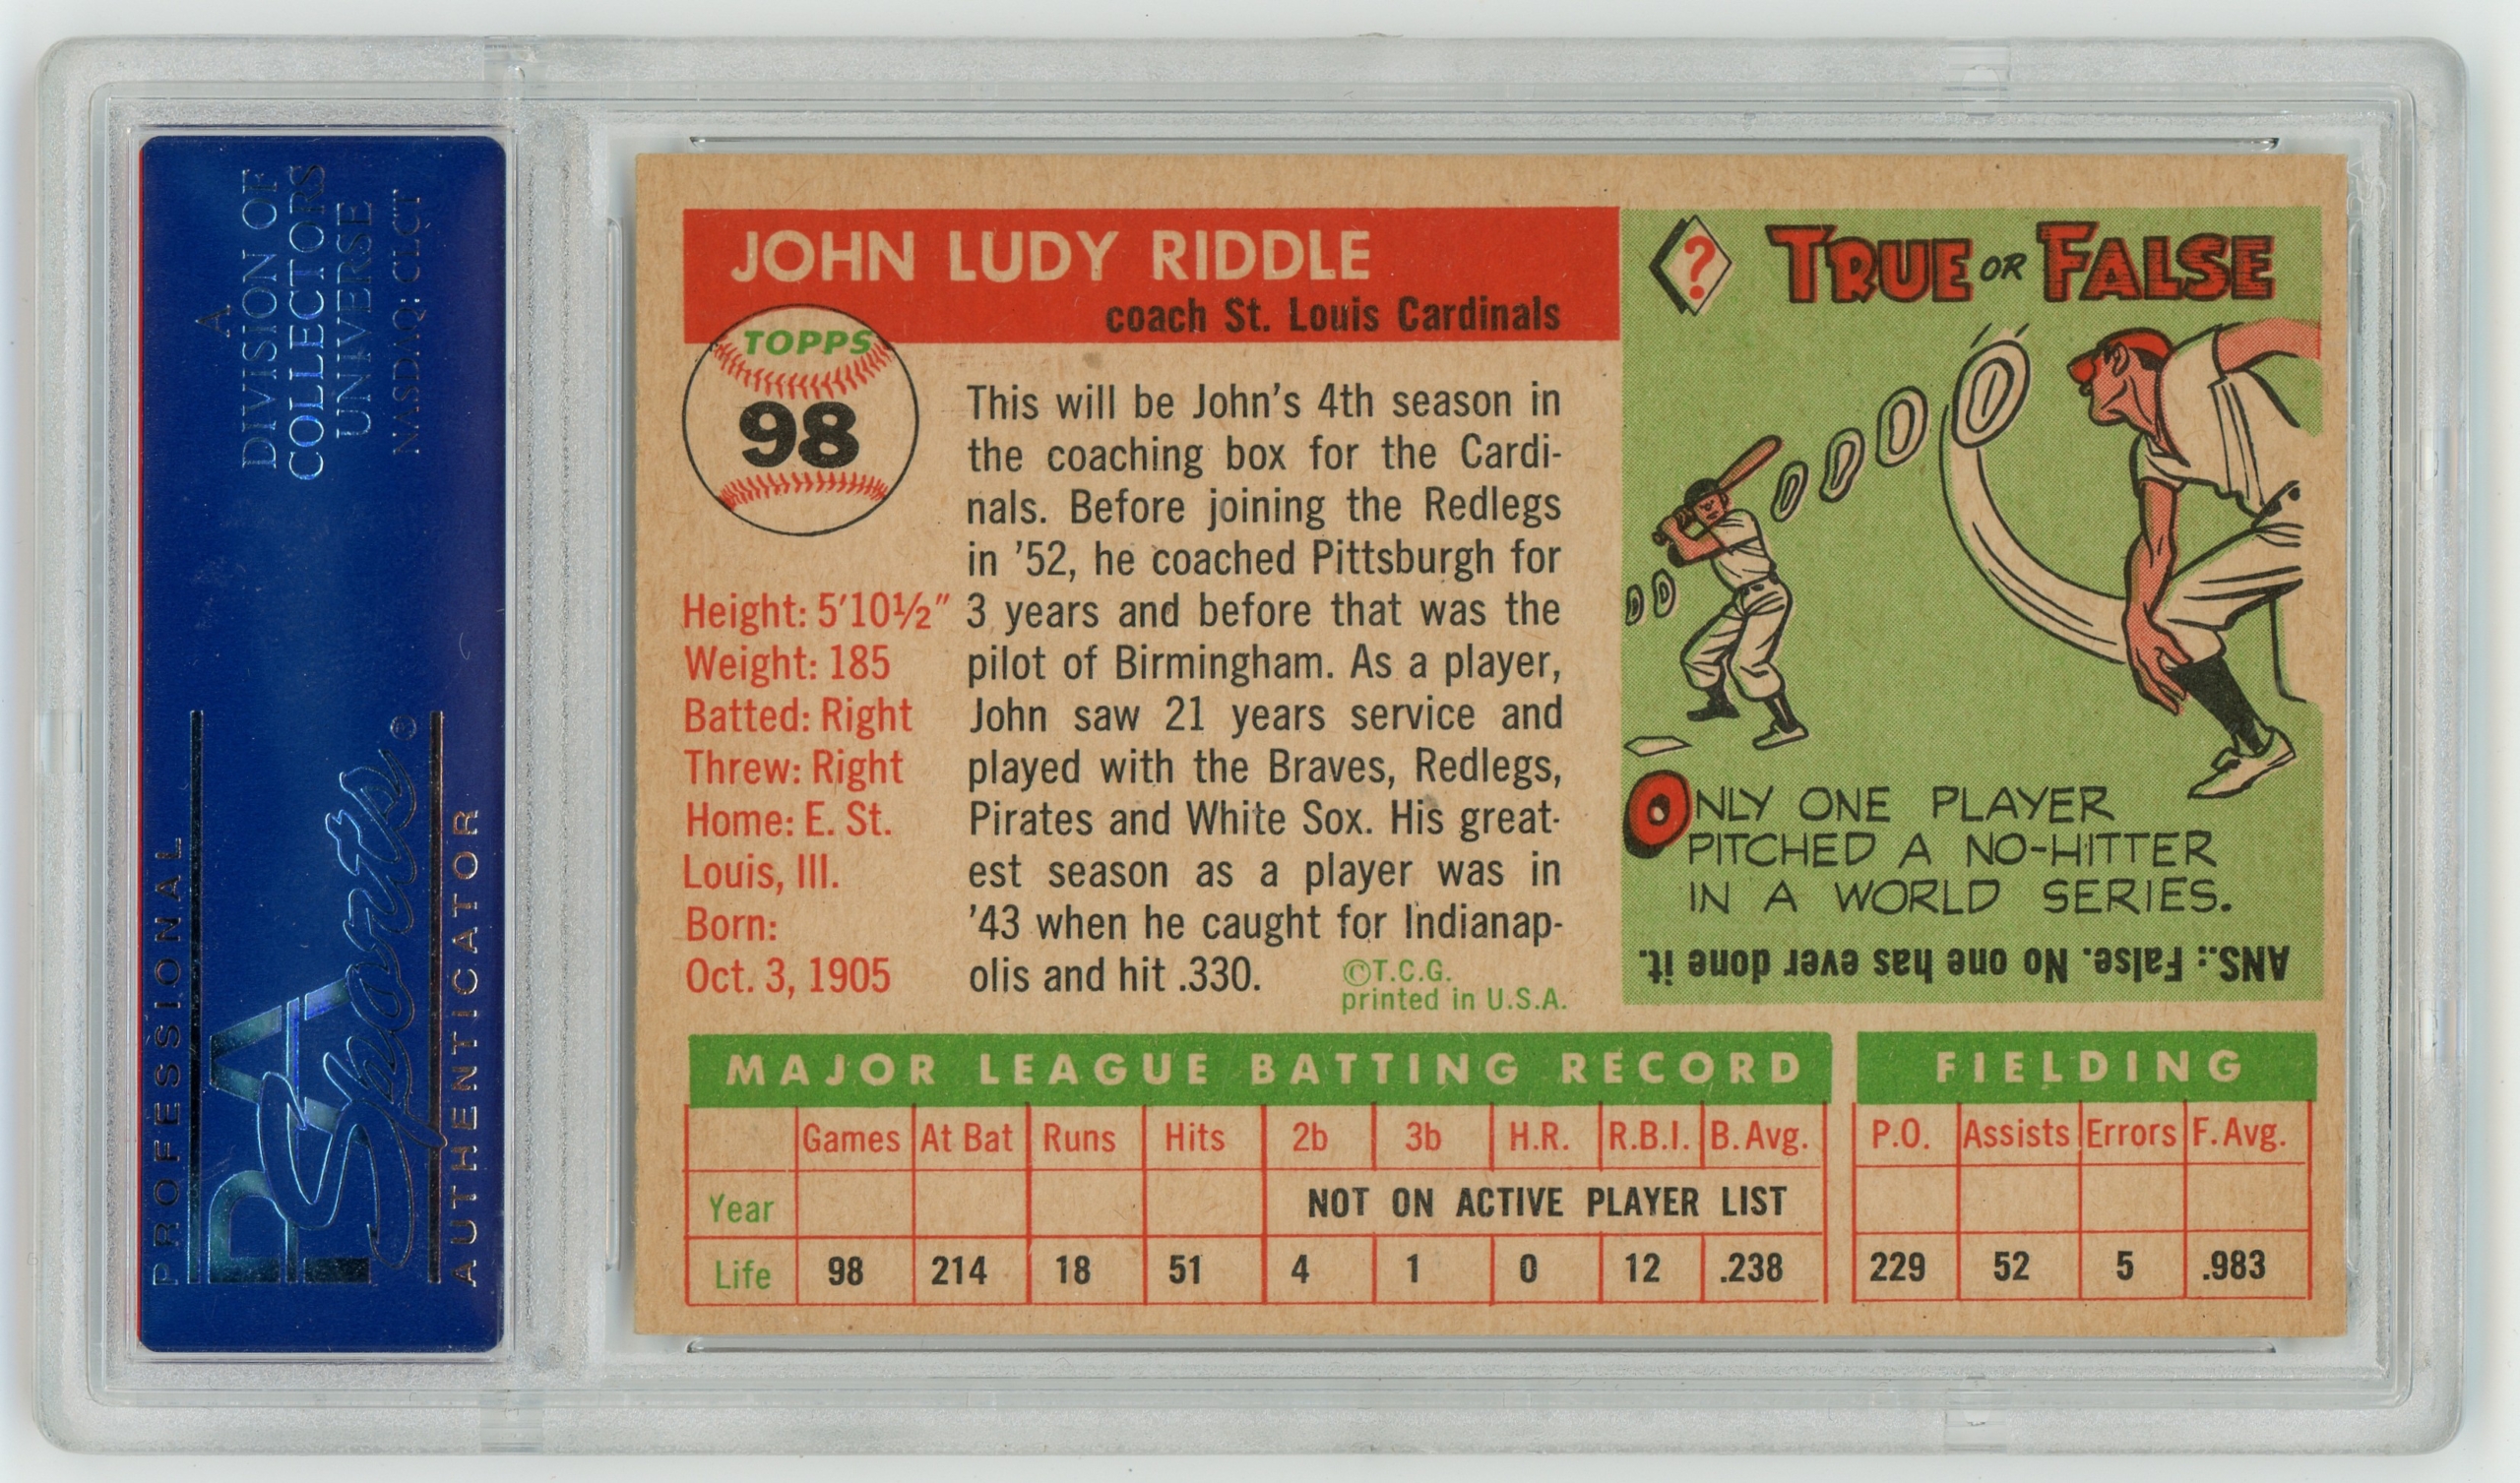 A
DIVISION OF
COLLECTORS
UNIVERSE
NASDAQ: CLCT
PROFESSIONAL
PSA
Sports®
AUTHENTICATOR
JOHN LUDY RIDDLE
coach St. Louis Cardinals
TOPPS
98
This will be John's 4th season in
the coaching box for the Cardi-
nals. Before joining the Redlegs
in '52, he coached Pittsburgh for
3 years and before that was the
pilot of Birmingham. As a player,
John saw 21 years service and
played with the Braves, Redlegs,
Pirates and White Sox. His great-
est season as a player was in
'43 when he caught for Indianap-
olis and hit .330.
©T.C.G.
printed in U.S.A.
Height: 5'10½"
Weight: 185
Batted: Right
Threw: Right
Home: E. St.
Louis, Ill.
Born:
Oct. 3, 1905
? TRUE OR FALSE
ONLY ONE PLAYER
PITCHED A NO-HITTER
IN A WORLD SERIES.
ANS.: False. No one has ever done it.
MAJOR LEAGUE BATTING RECORD
Games At Bat Runs Hits 2b 3b H.R. R.B.I. B. Avg.
Year NOT ON ACTIVE PLAYER LIST
Life 98 214 18 51 4 1 0 12 .238
FIELDING
P.O. Assists Errors F. Avg.
229 52 5 .983